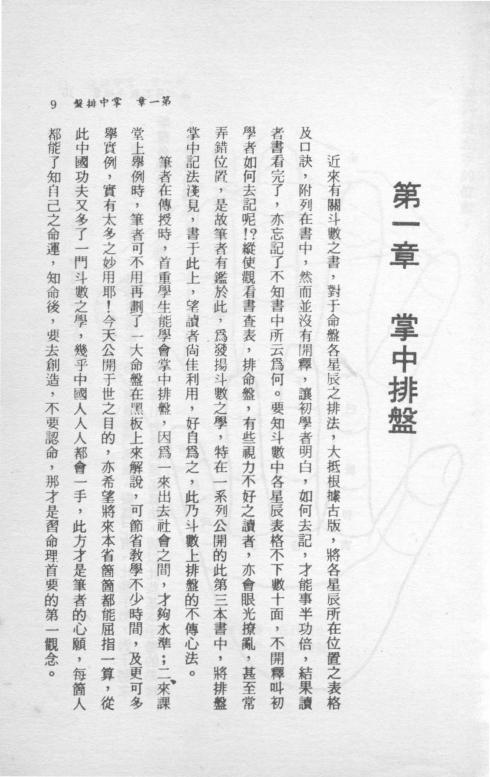 第一章　掌中排盤
近來有關斗數之書，對于命盤各星辰之排法，大抵根據古版，將各星辰所在位置之表格
及口訣，附列在書中，然而並沒有開釋，讓初學者明白，如何去記，才能事半功倍，結果讀
者書看完了，亦忘記了不知書中所云爲何。要知斗數中各星辰表格不下數十面，不開釋叫初
學者如何去記呢!?縱使觀看書查表，排命盤，有些視力不好之讀者，亦會眼光撩亂，甚至常
弄錯位置，是故筆者有鑑於此，爲發揚斗數之學，特在一系列公開的此第三本書中，將排盤
掌中記法淺見，書于此上，望讀者尙佳利用，好自爲之，此乃斗數上排盤的不傳心法。
筆者在傳授時，首重學生能學會掌中排盤，因爲一來出去社會之間，才夠水準；二來課
堂上舉例時，筆者可不用再劃了一大命盤在黑板上來解說，可節省教學不少時間，及更可多
舉實例，實有太多之妙用耶！今天公開于世之目的，亦希望將來本省箇箇都能屈指一算，從
此中國功夫又多了一門斗數之學，幾乎中國人人人都會一手，此方才是筆者的心願，每箇人
都能了知自己之命運，知命後，要去創造，不要認命，那才是習命理首要的第一觀念。
第一章　掌中排盤　9